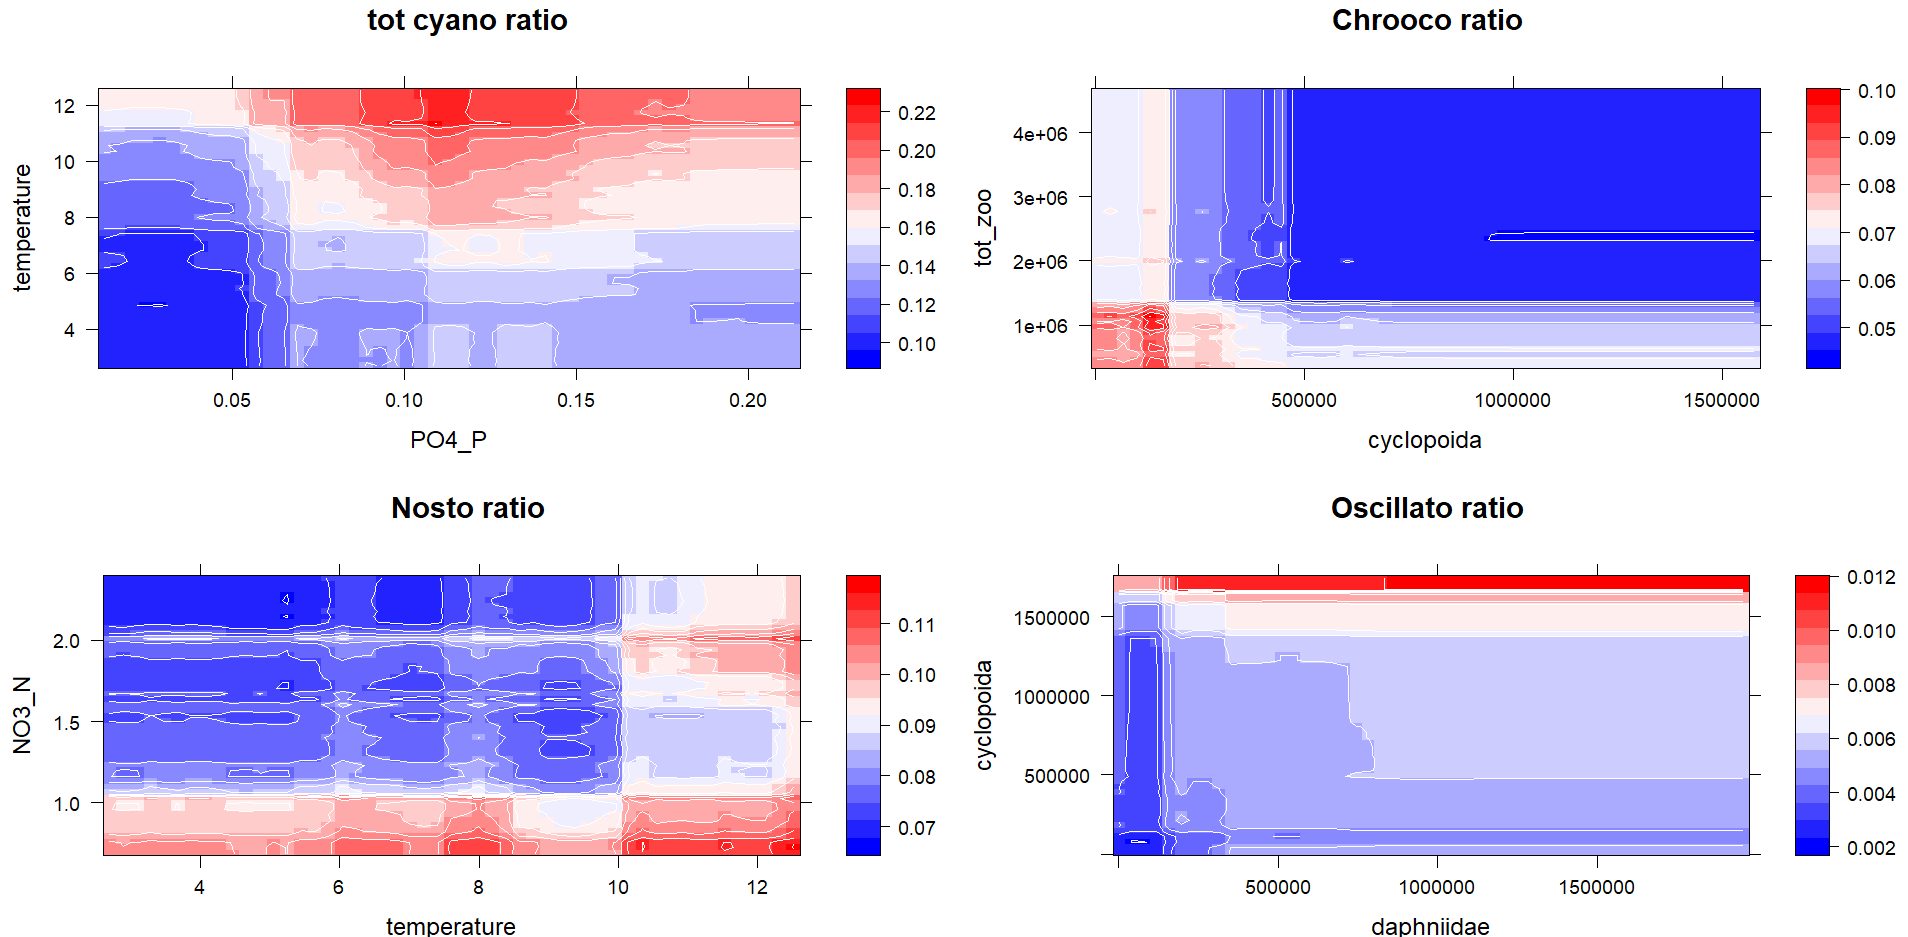 tot cyano ratio
12
10
8
6
4
temperature
0.05 0.10 0.15 0.20
PO4_P
0.22
0.20
0.18
0.16
0.14
0.12
0.10
Chrooco ratio
4e+06
3e+06
2e+06
1e+06
tot_zoo
500000 1000000 1500000
cyclopoida
0.10
0.09
0.08
0.07
0.06
0.05
Nosto ratio
2.0
1.5
1.0
NO3_N
4 6 8 10 12
temperature
0.11
0.10
0.09
0.08
0.07
Oscillato ratio
1500000
1000000
500000
cyclopoida
500000 1000000 1500000
daphniidae
0.012
0.010
0.008
0.006
0.004
0.002